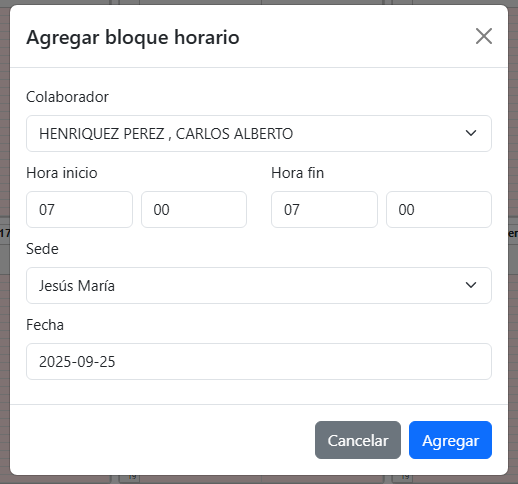 Agregar bloque horario
Colaborador
HENRIQUEZ PEREZ , CARLOS ALBERTO
Hora inicio Hora fin
07 00 07 00
Sede
Jesús María
Fecha
2025-09-25
Cancelar Agregar